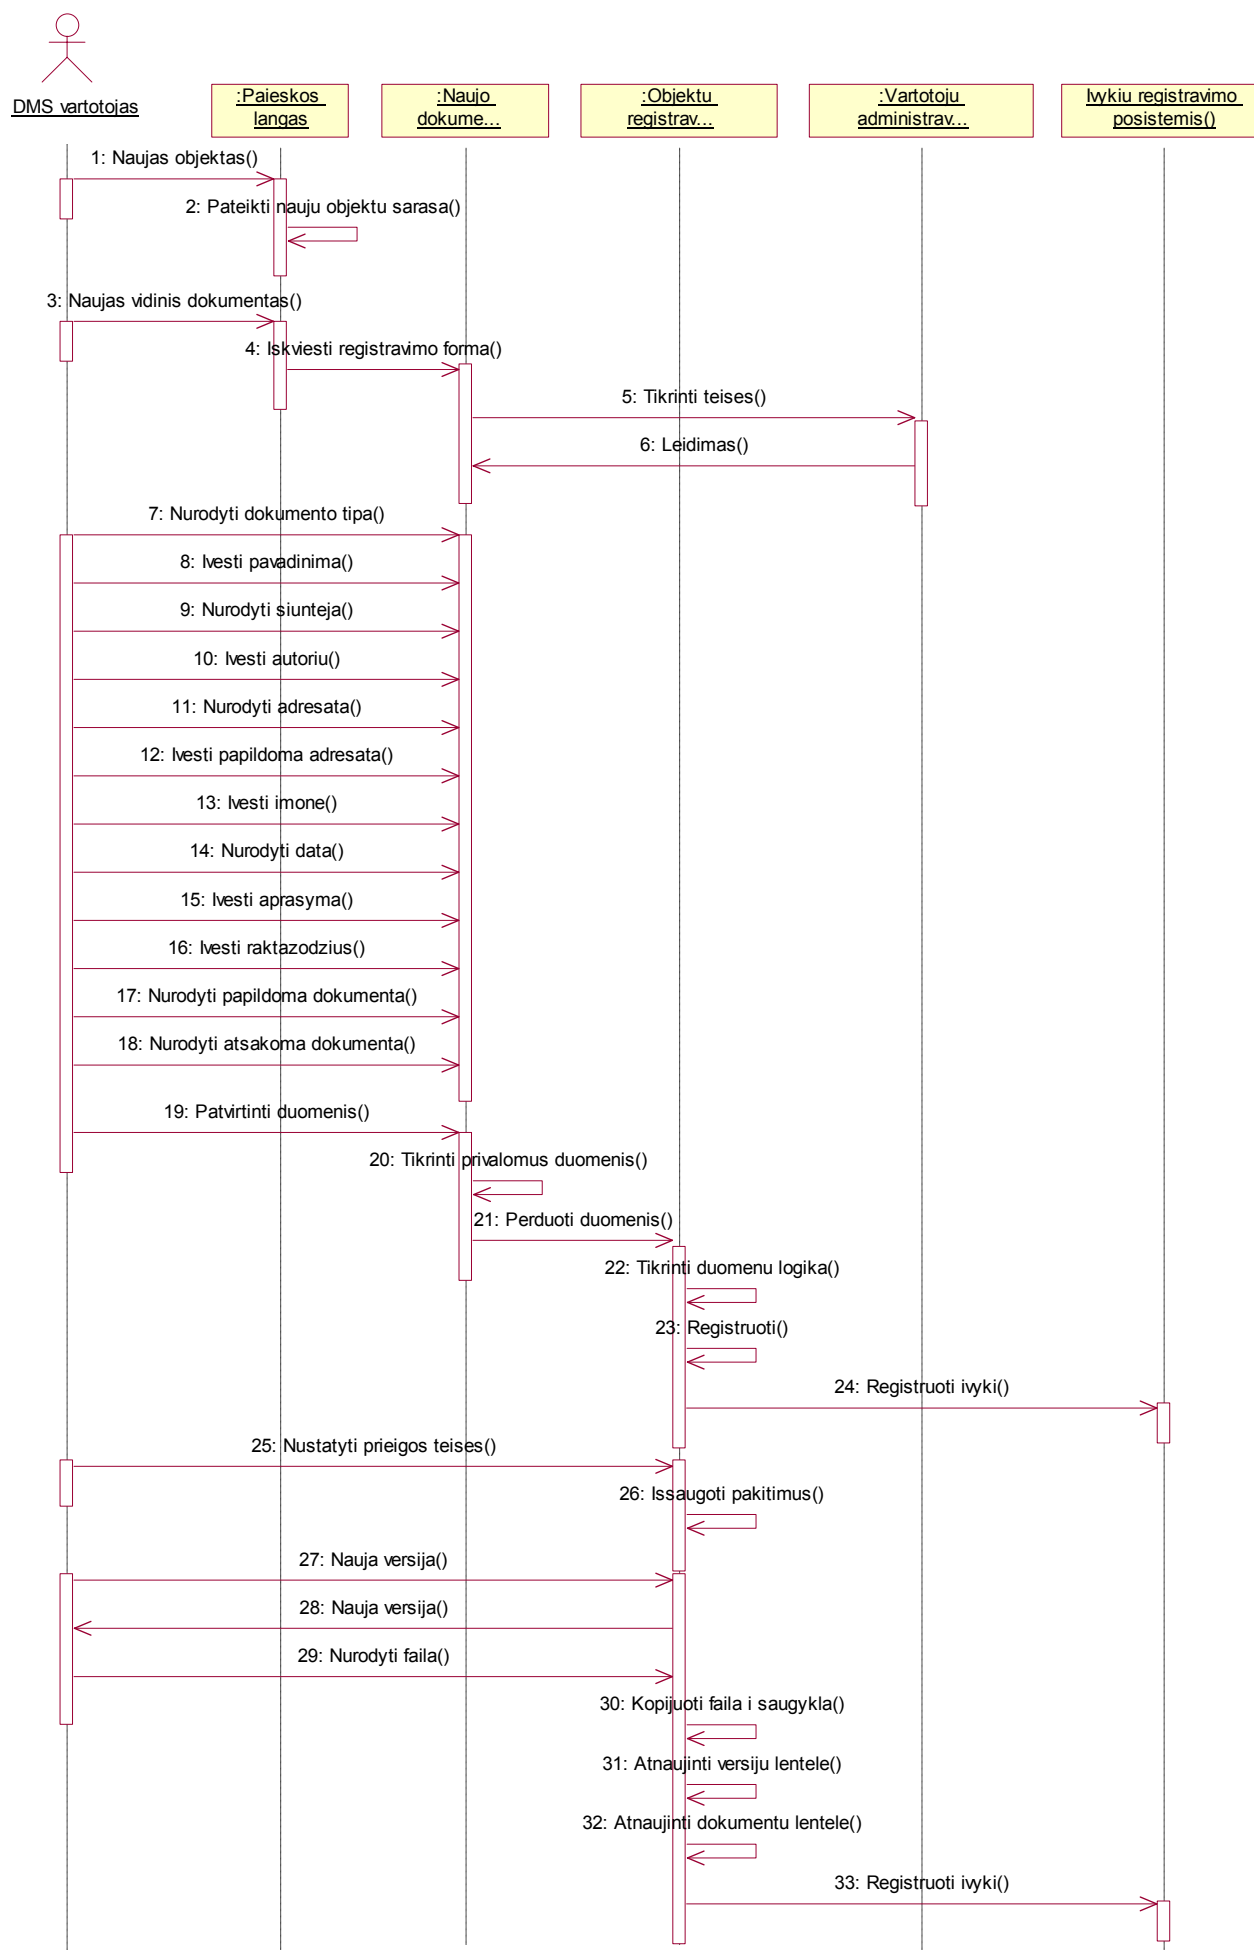 DMS vartotojas
:Paieskos
langas
:Naujo
dokume...
:Objektu
registrav...
:Vartotoju
administrav...
Ivykiu registravimo
posistemis()
1: Naujas objektas()
2: Pateikti nauju objektu sarasa()
3: Naujas vidinis dokumentas()
4: Iskviesti registravimo forma()
5: Tikrinti teises()
6: Leidimas()
7: Nurodyti dokumento tipa()
8: Ivesti pavadinima()
9: Nurodyti siunteja()
10: Ivesti autoriu()
11: Nurodyti adresata()
12: Ivesti papildoma adresata()
13: Ivesti imone()
14: Nurodyti data()
15: Ivesti aprasyma()
16: Ivesti raktazodzius()
17: Nurodyti papildoma dokumenta()
18: Nurodyti atsakoma dokumenta()
19: Patvirtinti duomenis()
20: Tikrinti privalomus duomenis()
21: Perduoti duomenis()
22: Tikrinti duomenu logika()
23: Registruoti()
24: Registruoti ivyki()
25: Nustatyti prieigos teises()
26: Issaugoti pakitimus()
27: Nauja versija()
28: Nauja versija()
29: Nurodyti faila()
30: Kopijuoti faila i saugykla()
31: Atnaujinti versiju lentele()
32: Atnaujinti dokumentu lentele()
33: Registruoti ivyki()